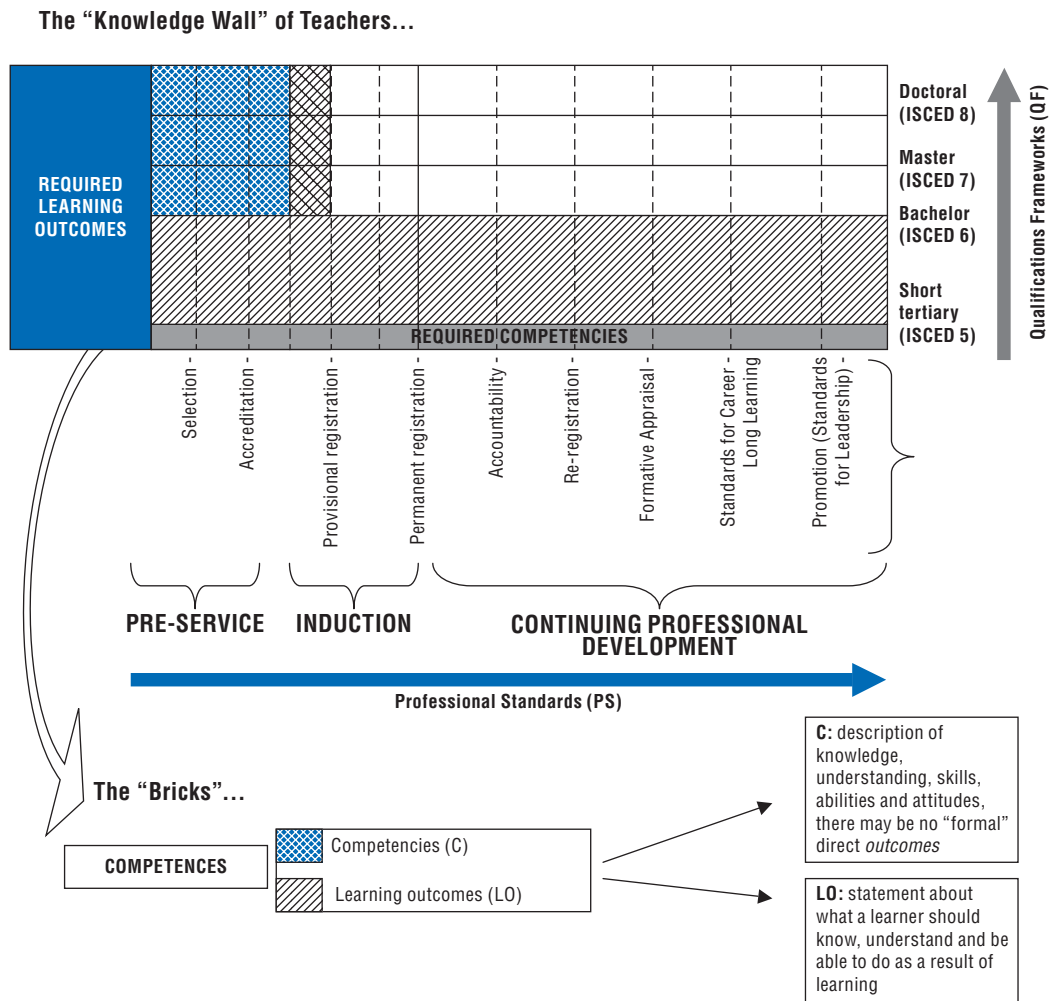 The “Knowledge Wall” of Teachers...
REQUIRED
LEARNING
OUTCOMES
Doctoral
(ISCED 8)
Master
(ISCED 7)
Bachelor
(ISCED 6)
Short
tertiary
(ISCED 5)
Qualifications Frameworks (QF)
REQUIRED COMPETENCIES
Selection -
Accreditation -
Provisional registration -
Permanent registration -
Accountability -
Re-registration -
Formative Appraisal -
Standards for Career -
Long Learning
Promotion (Standards -
for Leadership) -
PRE-SERVICE
INDUCTION
CONTINUING PROFESSIONAL
DEVELOPMENT
Professional Standards (PS)
The “Bricks”...
COMPETENCES
Competencies (C)
Learning outcomes (LO)
C: description of
knowledge,
understanding, skills,
abilities and attitudes,
there may be no “formal”
direct outcomes
LO: statement about
what a learner should
know, understand and be
able to do as a result of
learning